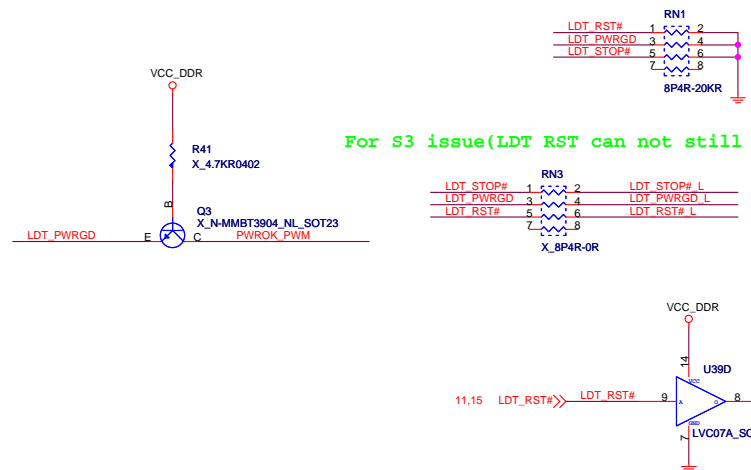 RN1
LDT_RST# 1 2
LDT_PWRGD 3 4
LDT_STOP# 5 6
7 8
8P4R-20KR
VCC_DDR
R41
X_4.7KR0402
For S3 issue(LDT RST can not still
RN3
LDT_STOP# 1 2 LDT_STOP#_L
LDT_PWRGD 3 4 LDT_PWRGD_L
LDT_RST# 5 6 LDT_RST#_L
7 8
X_8P4R-0R
B
Q3
X_N-MMBT3904_NL_SOT23
LDT_PWRGD E C PWROK_PWM
VCC_DDR
14
U39D
VCC
11,15 LDT_RST# LDT_RST# 9 A 8
GND
7
LVC07A_SO